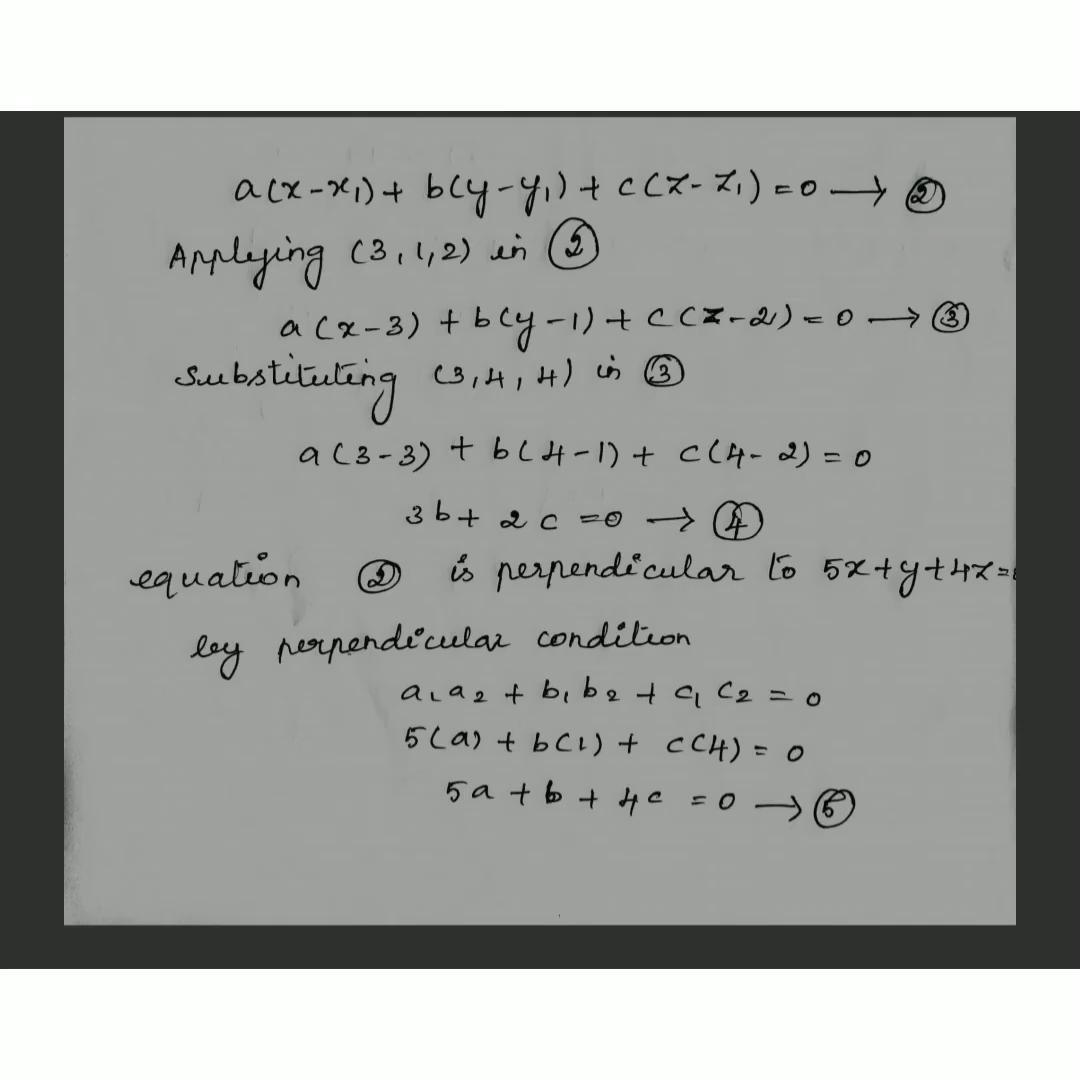 a(x-x₁)+ b(y-y₁)+ c(z-z₁)=0 → ②
Applying (3,1,2) in ②
a(x-3) + b(y-1)+ c(z-2)=0 → ③
Substituting (3,4,4) in ③
a(3-3) + b(4-1)+ c(4-2)=0
3b+ 2c =0 → ④
equation ② is perpendicular to 5x+y+4z=
by perpendicular condition
a₁a₂ + b₁b₂ + c₁c₂ = 0
5(a) + b(1) + c(4) = 0
5a + b + 4c = 0 → ⑤